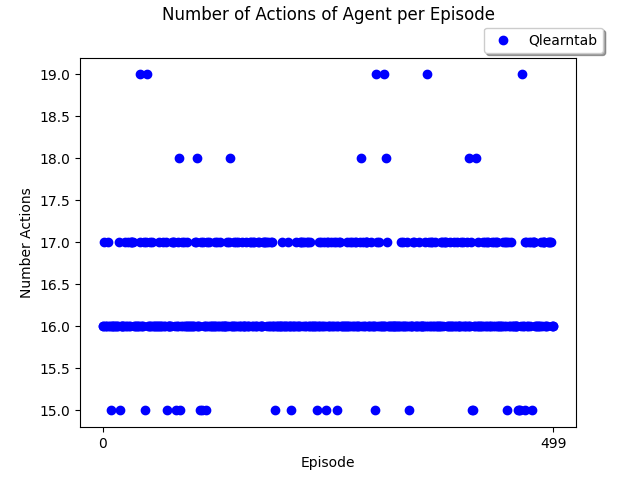 Number of Actions of Agent per Episode
Qlearntab
19.0
18.5
18.0
17.5
17.0
16.5
16.0
15.5
15.0
Number Actions
0 499
Episode